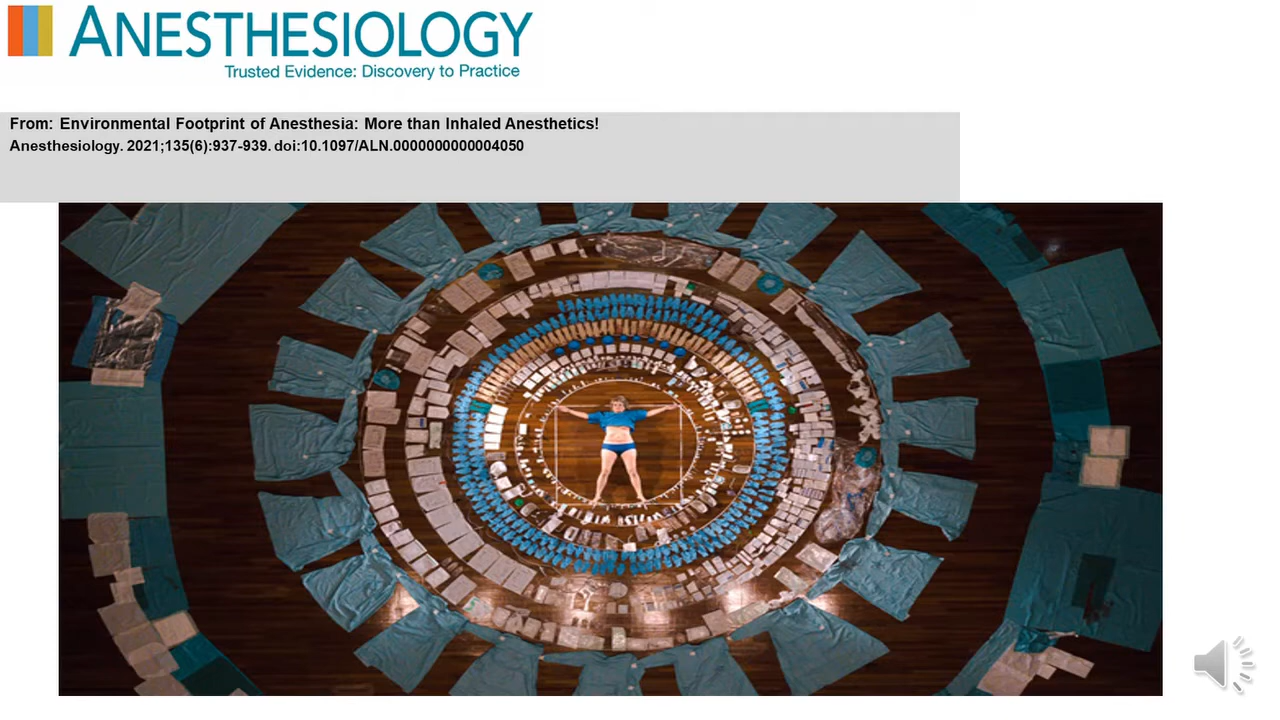 ANESTHESIOLOGY
Trusted Evidence: Discovery to Practice
From: Environmental Footprint of Anesthesia: More than Inhaled Anesthetics!
Anesthesiology. 2021;135(6):937-939. doi:10.1097/ALN.0000000000004050